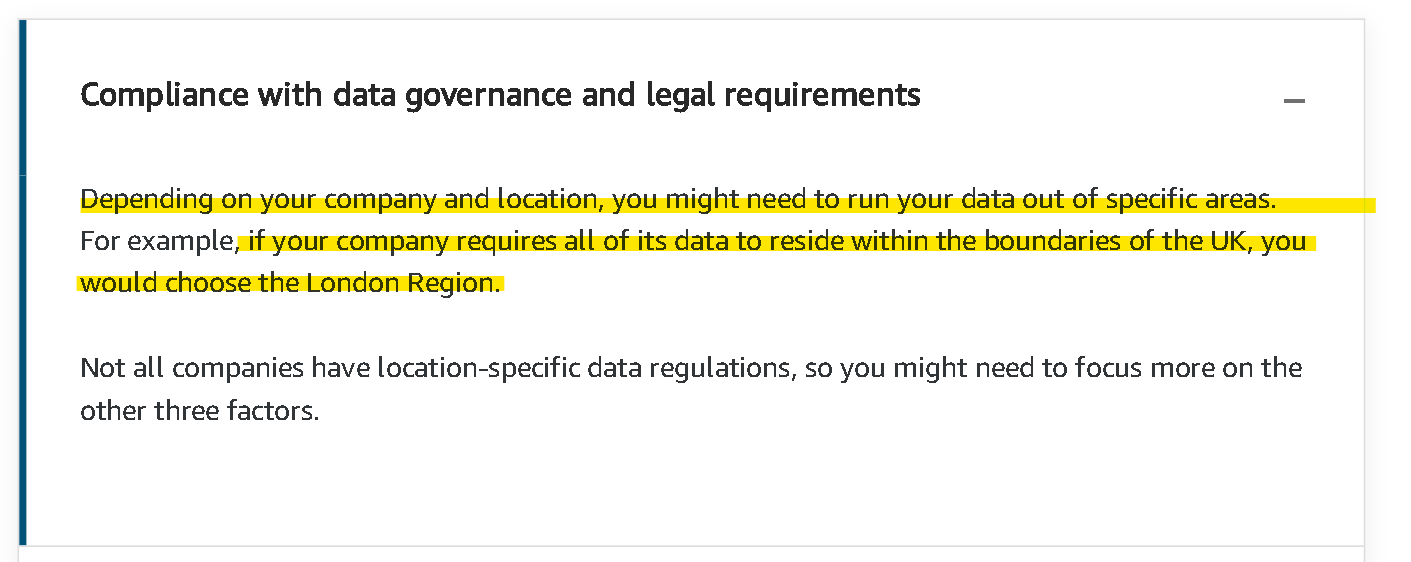 Compliance with data governance and legal requirements
Depending on your company and location, you might need to run your data out of specific areas.
For example, if your company requires all of its data to reside within the boundaries of the UK, you
would choose the London Region.
Not all companies have location-specific data regulations, so you might need to focus more on the
other three factors.